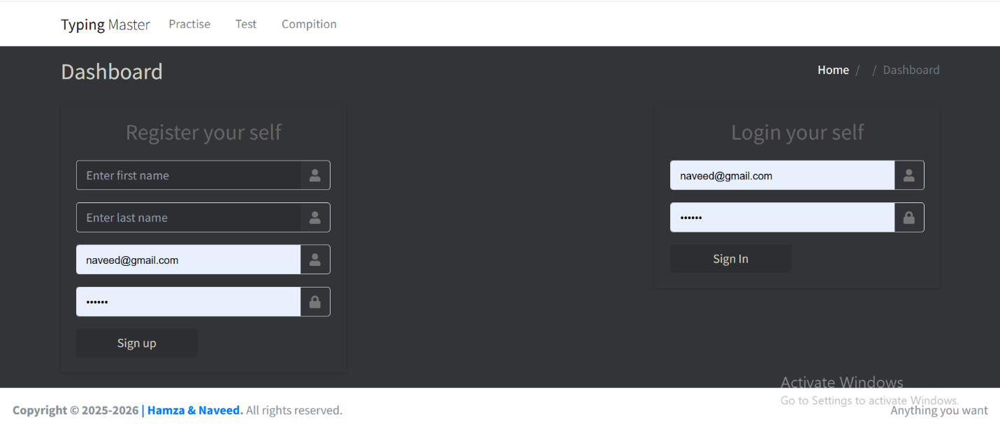 Typing Master Practise Test Compition
Dashboard
Home / / Dashboard
Register your self
Enter first name
Enter last name
naveed@gmail.com
••••••
Sign up
Login your self
naveed@gmail.com
••••••
Sign In
Activate Windows
Go to Settings to activate Windows.
Copyright © 2025-2026 | Hamza & Naveed. All rights reserved.
Anything you want